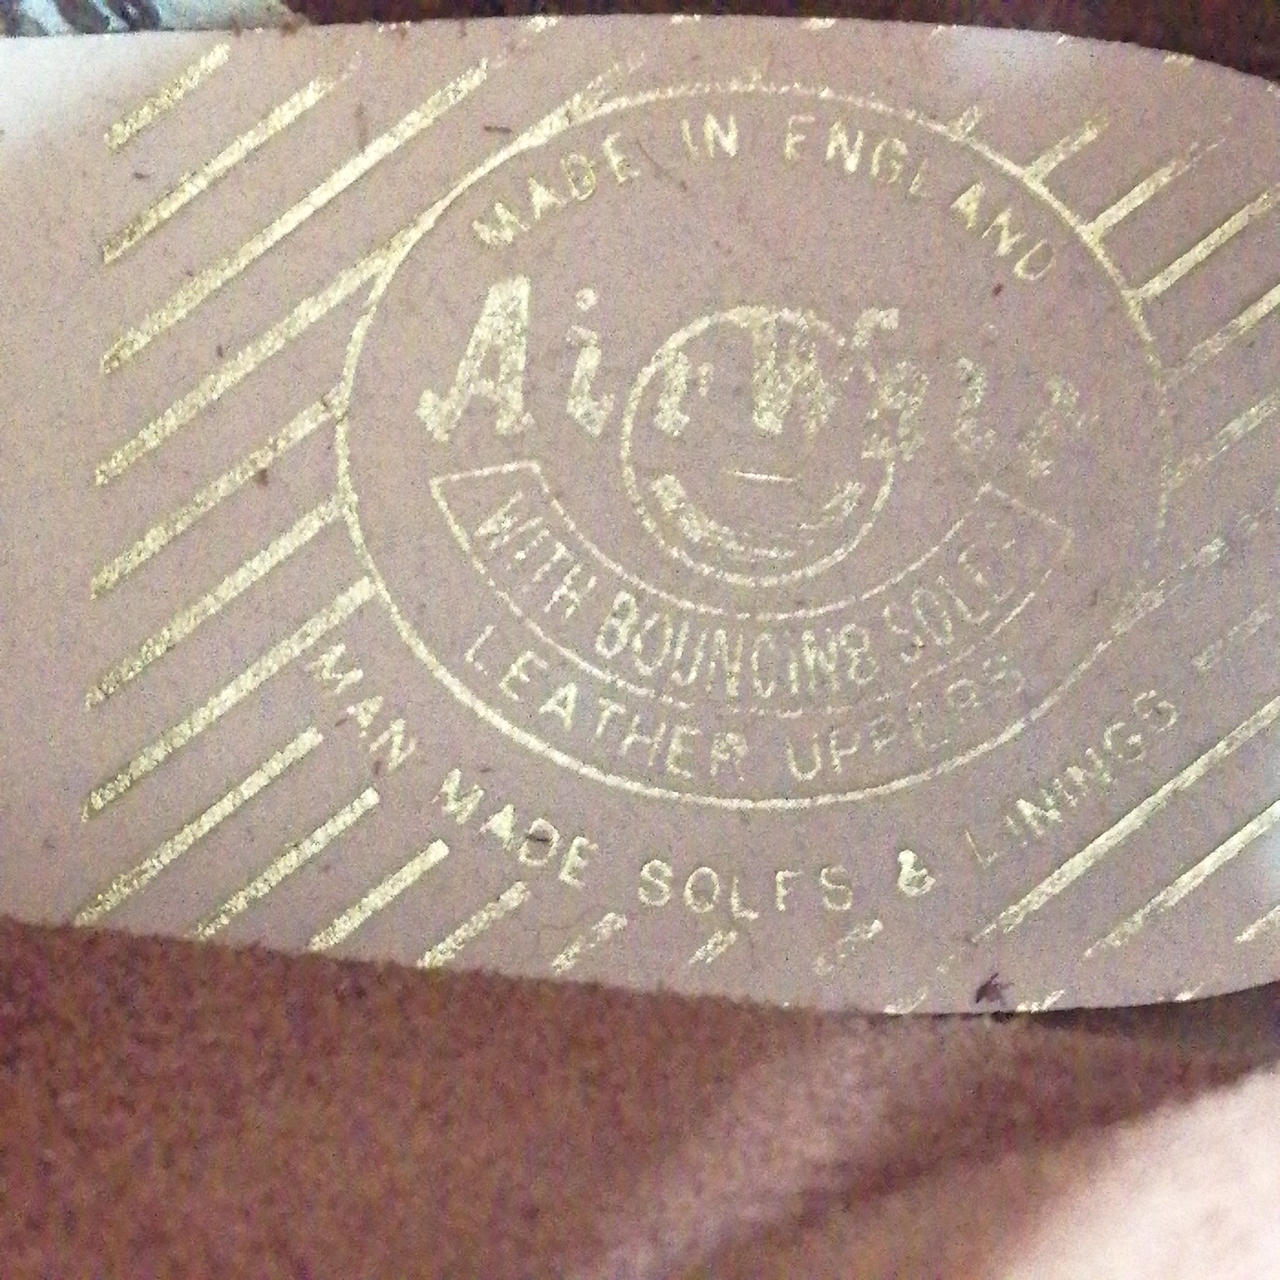 MADE IN ENGLAND
AirWair
WITH BOUNCING SOLES
LEATHER UPPERS
MAN MADE SOLES & LININGS